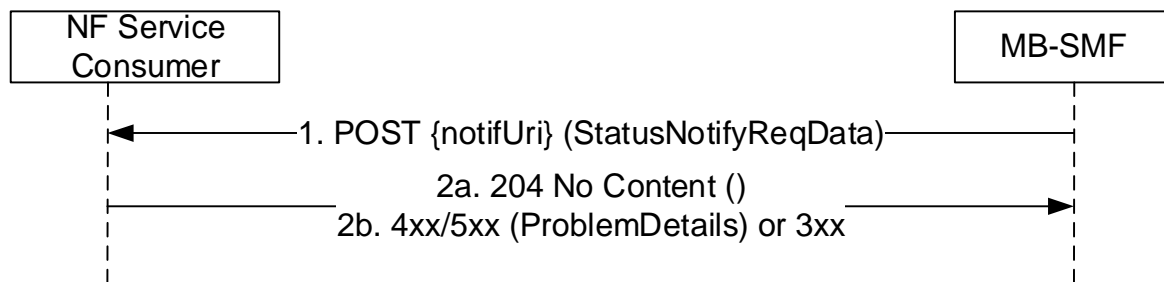 NF Service
Consumer
MB-SMF
1. POST {notifUri} (StatusNotifyReqData)
2a. 204 No Content ()
2b. 4xx/5xx (ProblemDetails) or 3xx